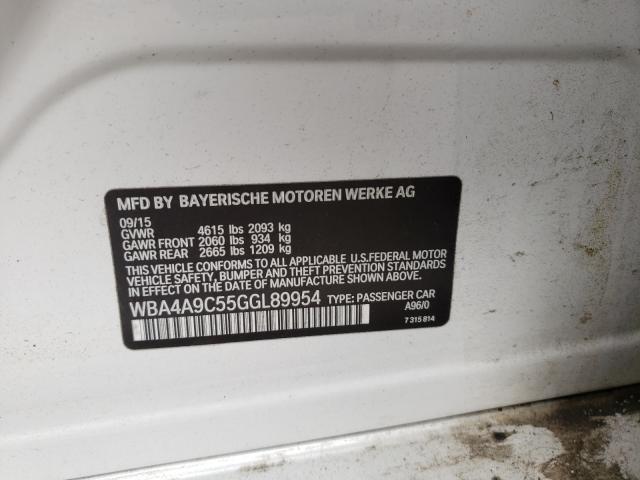 MFD BY BAYERISCHE MOTOREN WERKE AG
09/15
GVWR 4615 lbs 2093 kg
GAWR FRONT 2060 lbs 934 kg
GAWR REAR 2665 lbs 1209 kg
THIS VEHICLE CONFORMS TO ALL APPLICABLE U.S.FEDERAL MOTOR
VEHICLE SAFETY, BUMPER AND THEFT PREVENTION STANDARDS
IN EFFECT ON THE DATE OF MANUFACTURE SHOWN ABOVE.
WBA4A9C55GGL89954 TYPE: PASSENGER CAR
A96/0
7 315 814